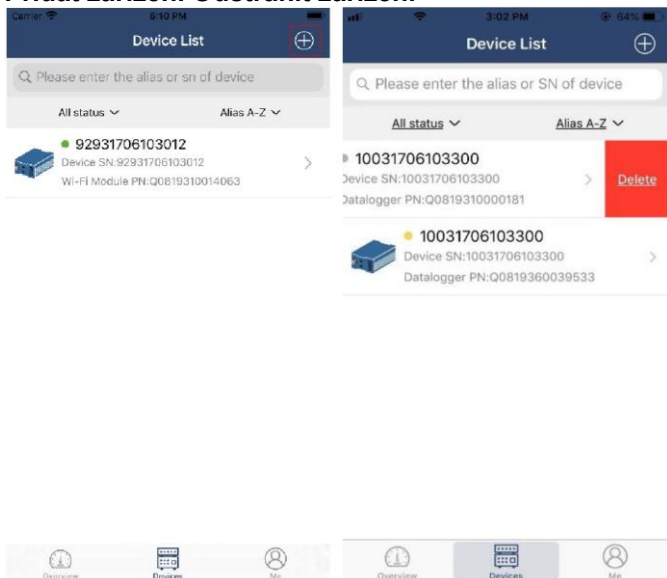 Carrier 6:10 PM
Device List
Please enter the alias or sn of device
All status Alias A-Z
92931706103012
Device SN:92931706103012
Wi-Fi Module PN:Q0819310014063
Overview Devices Me
3:02 PM 64%
Device List
Please enter the alias or SN of device
All status Alias A-Z
10031706103300
Device SN:10031706103300
Datalogger PN:Q0819310000181
Delete
10031706103300
Device SN:10031706103300
Datalogger PN:Q0819360039533
Overview Devices Me